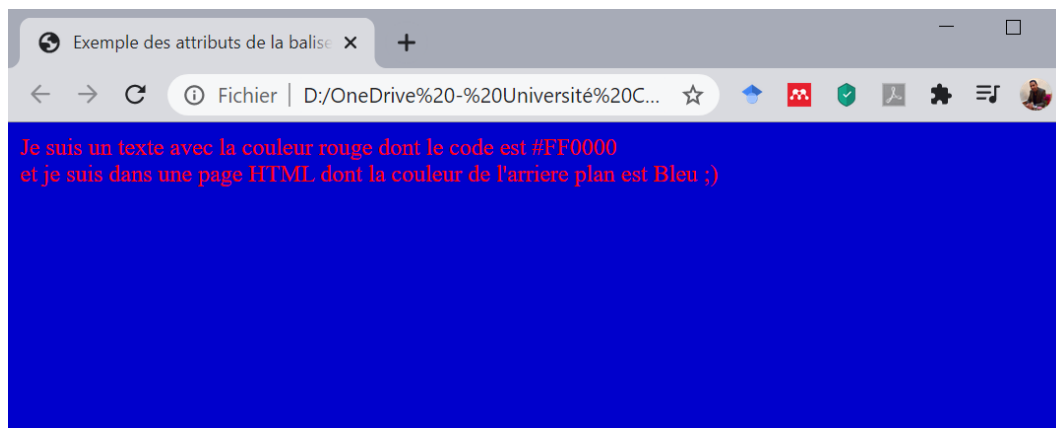 Exemple des attributs de la balise
Fichier | D:/OneDrive%20-%20Université%20C...
Je suis un texte avec la couleur rouge dont le code est #FF0000
et je suis dans une page HTML dont la couleur de l'arriere plan est Bleu ;)